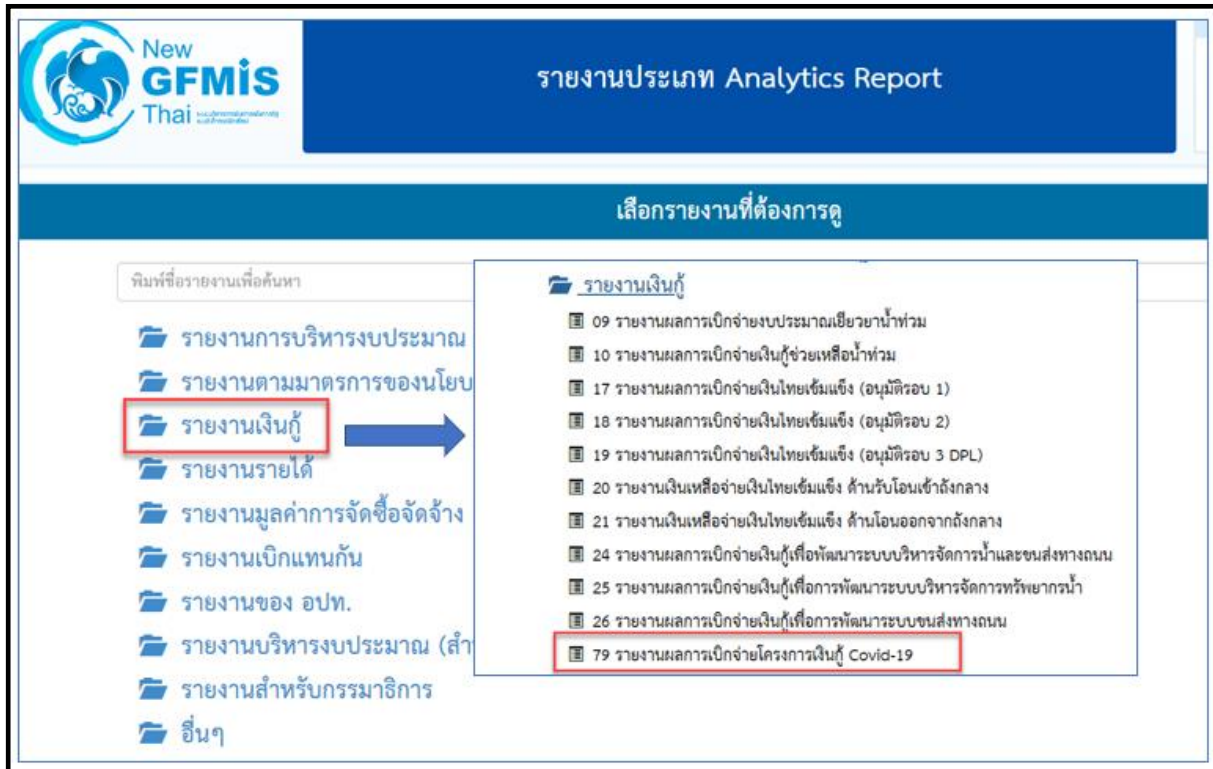 New
GFMiS
Thai
รายงานประเภท Analytics Report
เลือกรายงานที่ต้องการดู
พิมพ์ชื่อรายงานเพื่อค้นหา
รายงานการบริหารงบประมาณ
รายงานตามมาตรการของนโยบ
รายงานเงินกู้
รายงานรายได้
รายงานมูลค่าการจัดซื้อจัดจ้าง
รายงานเบิกแทนกัน
รายงานของ อปท.
รายงานบริหารงบประมาณ (สำ
รายงานสำหรับกรรมาธิการ
อื่นๆ
รายงานเงินกู้
09 รายงานผลการเบิกจ่ายงบประมาณเยียวยาน้ำท่วม
10 รายงานผลการเบิกจ่ายเงินกู้ช่วยเหลือน้ำท่วม
17 รายงานผลการเบิกจ่ายเงินไทยเข้มแข็ง (อนุมัติรอบ 1)
18 รายงานผลการเบิกจ่ายเงินไทยเข้มแข็ง (อนุมัติรอบ 2)
19 รายงานผลการเบิกจ่ายเงินไทยเข้มแข็ง (อนุมัติรอบ 3 DPL)
20 รายงานเงินเหลือจ่ายเงินไทยเข้มแข็ง ด้านรับโอนเข้าถังกลาง
21 รายงานเงินเหลือจ่ายเงินไทยเข้มแข็ง ด้านโอนออกจากถังกลาง
24 รายงานผลการเบิกจ่ายเงินกู้เพื่อพัฒนาระบบบริหารจัดการน้ำและขนส่งทางถนน
25 รายงานผลการเบิกจ่ายเงินกู้เพื่อการพัฒนาระบบบริหารจัดการทรัพยากรน้ำ
26 รายงานผลการเบิกจ่ายเงินกู้เพื่อการพัฒนาระบบขนส่งทางถนน
79 รายงานผลการเบิกจ่ายโครงการเงินกู้ Covid-19